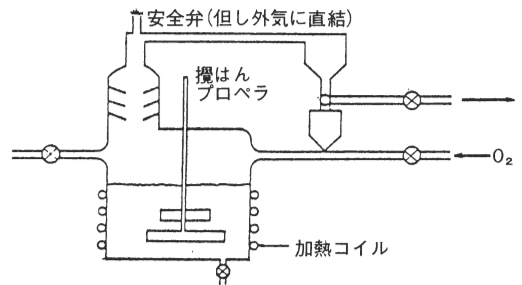 安全弁(但し外気に直結)
攪はん
プロペラ
O₂
加熱コイル